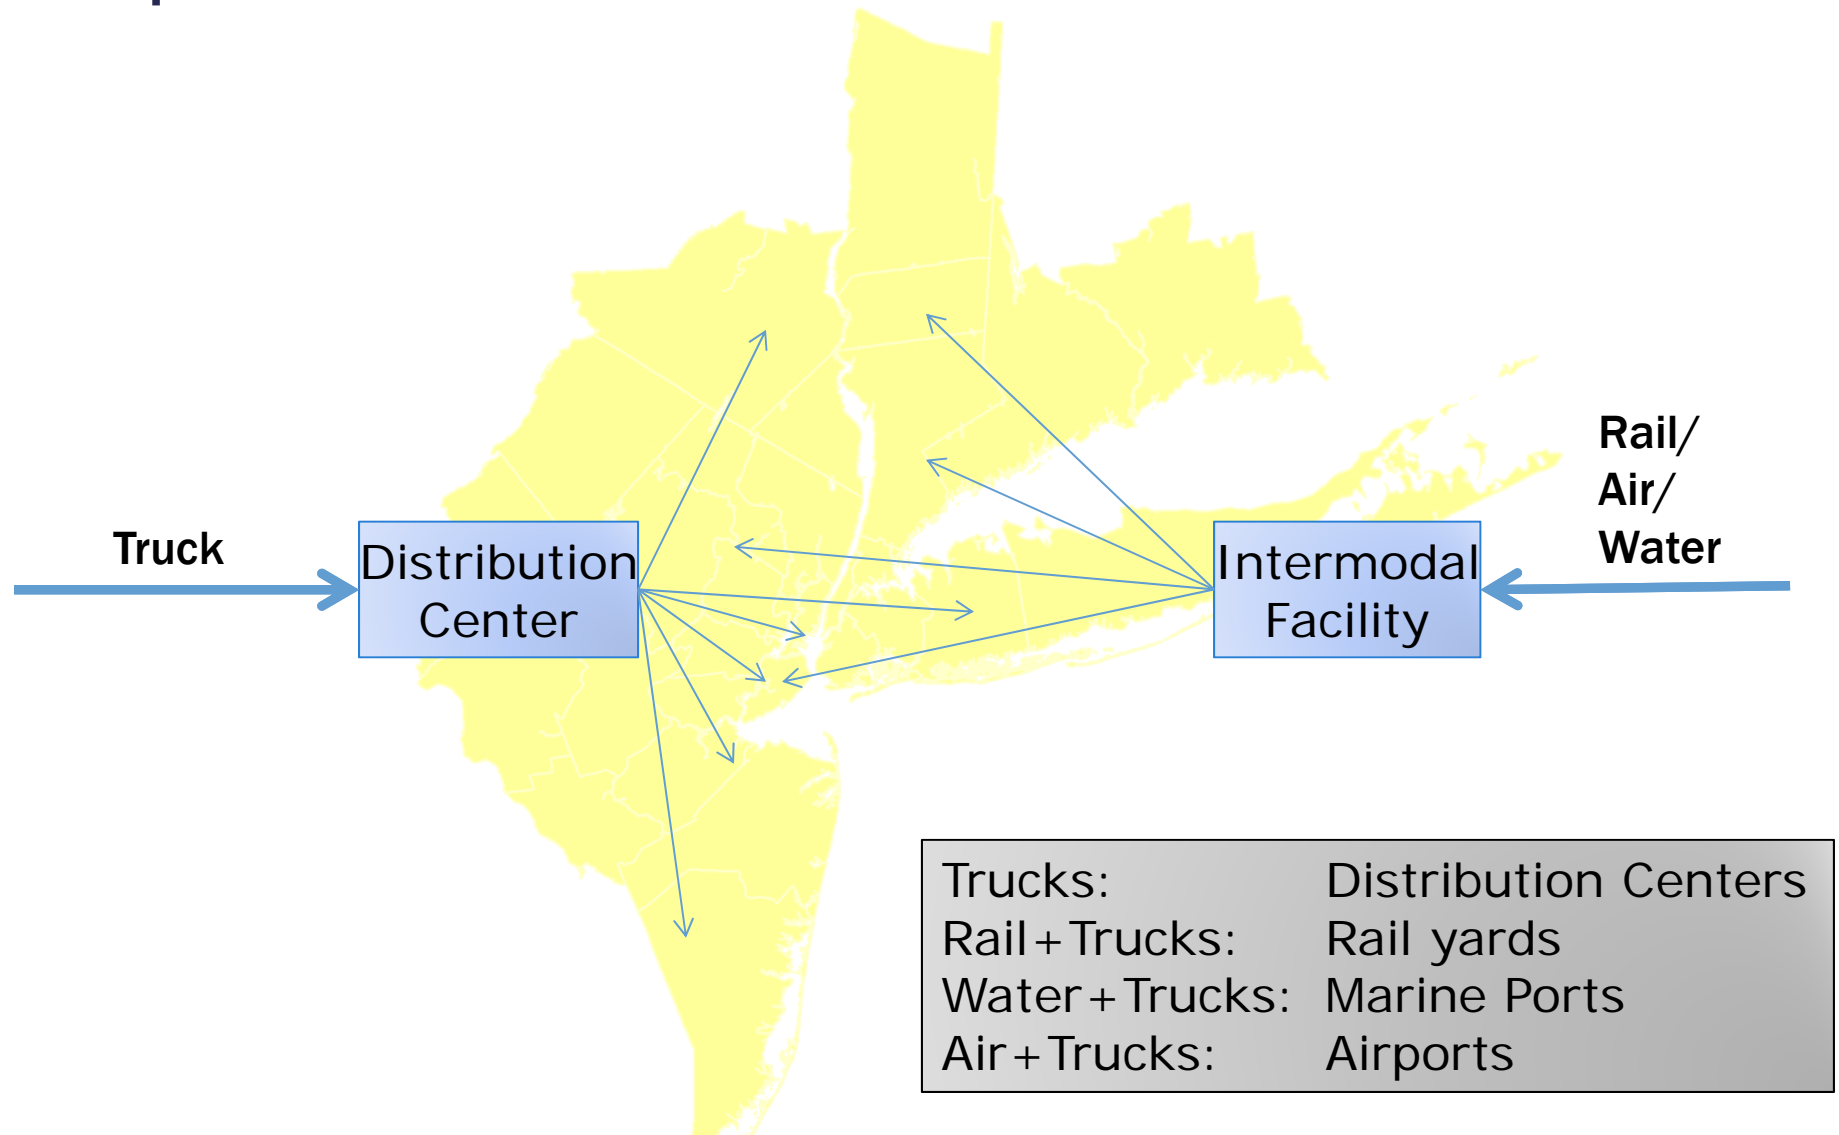 Truck
Distribution
Center
Intermodal
Facility
Rail/
Air/
Water
Trucks: Distribution Centers
Rail+Trucks: Rail yards
Water+Trucks: Marine Ports
Air+Trucks: Airports